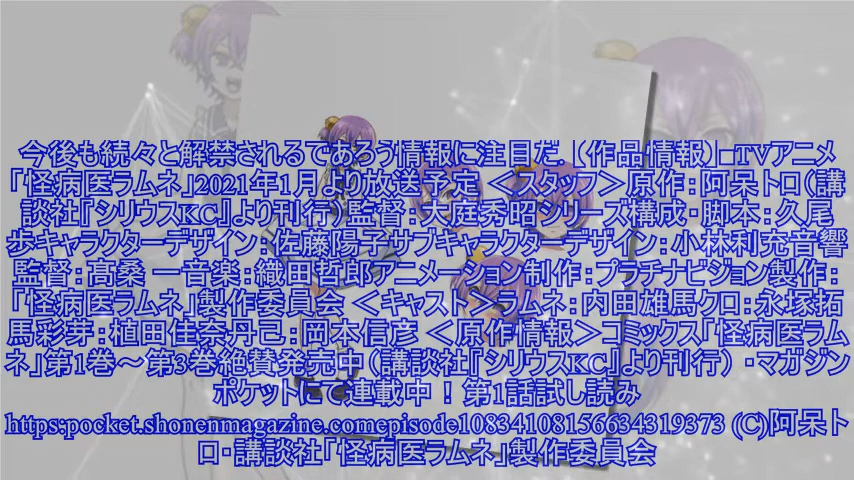 今後も続々と解禁されるであろう情報に注目だ.【作品情報】■TVアニメ
「怪病医ラムネ」2021年1月より放送予定 ＜スタッフ＞原作：阿呆トロ（講
談社『シリウスKC』より刊行）監督：大庭秀昭シリーズ構成・脚本：久尾
歩キャラクターデザイン：佐藤陽子サブキャラクターデザイン：小林利充音響
監督：髙桑 一音楽：織田哲郎アニメーション制作：プラチナビジョン製作：
「怪病医ラムネ」製作委員会 ＜キャスト＞ラムネ：内田雄馬クロ：永塚拓
馬彩芽：植田佳奈丹己：岡本信彦 ＜原作情報＞コミックス「怪病医ラム
ネ」第1巻～第3巻絶賛発売中（講談社『シリウスKC』より刊行） ・マガジン
ポケットにて連載中！第1話試し読み
https:pocket.shonenmagazine.comepisode10834108156634319373 (C)阿呆ト
ロ・講談社「怪病医ラムネ」製作委員会